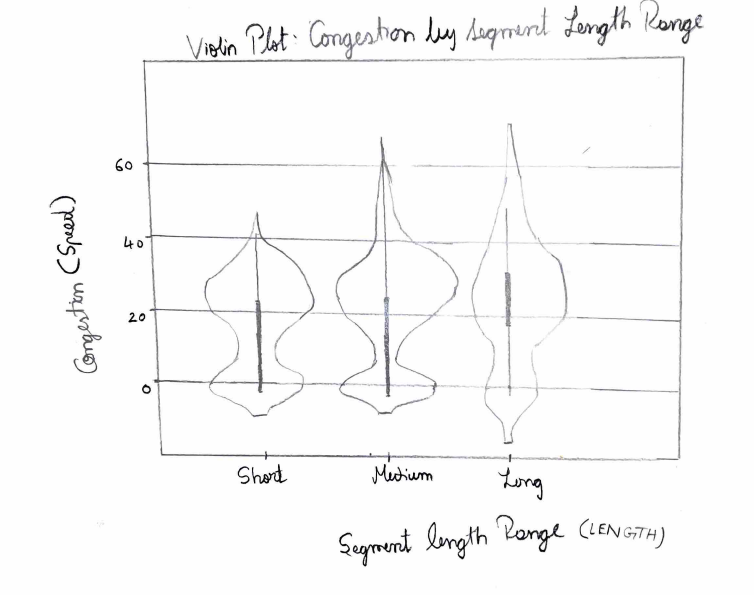 Violin Plot: Congestion by segment Length Range
Congestion (Speed)
60
40
20
0
Short Medium Long
Segment length Range (LENGTH)